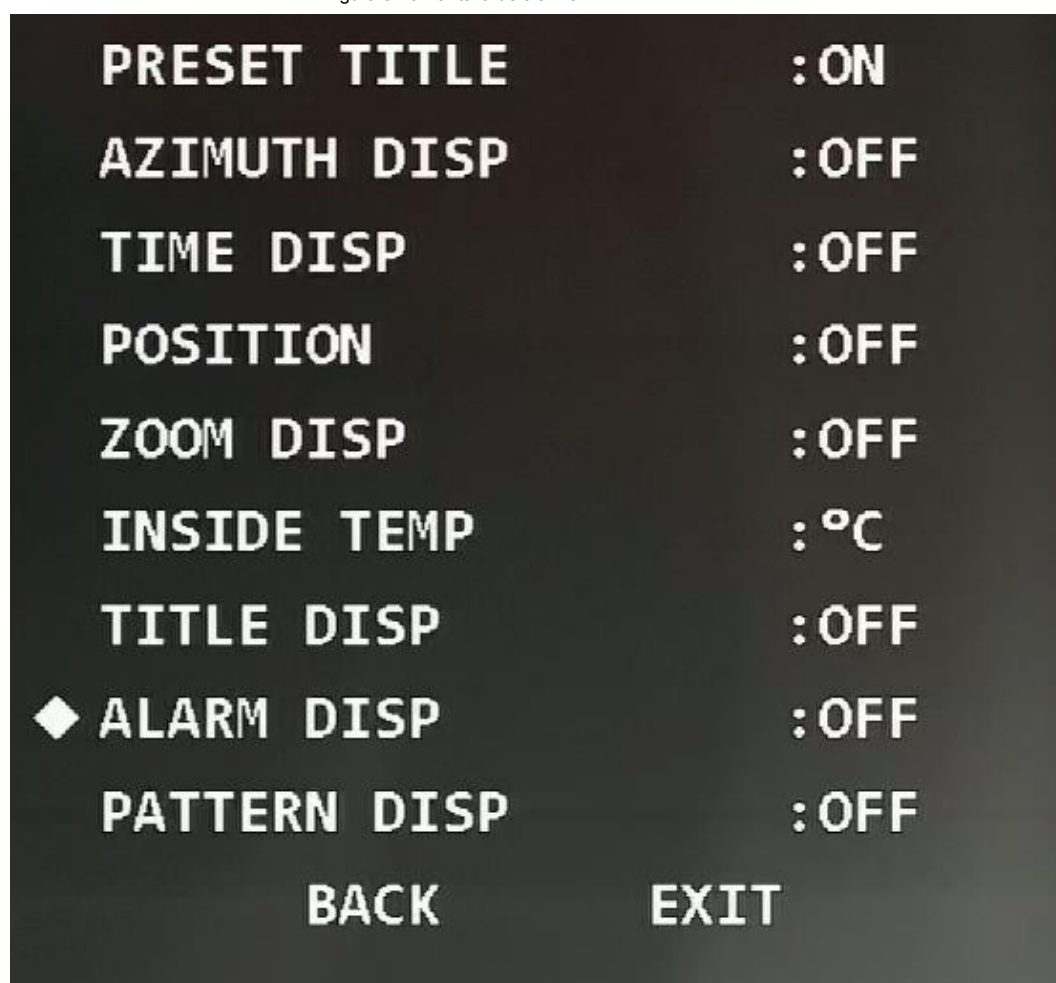 PRESET TITLE :ON
AZIMUTH DISP :OFF
TIME DISP :OFF
POSITION :OFF
ZOOM DISP :OFF
INSIDE TEMP :°C
TITLE DISP :OFF
ALARM DISP :OFF
PATTERN DISP :OFF
BACK EXIT